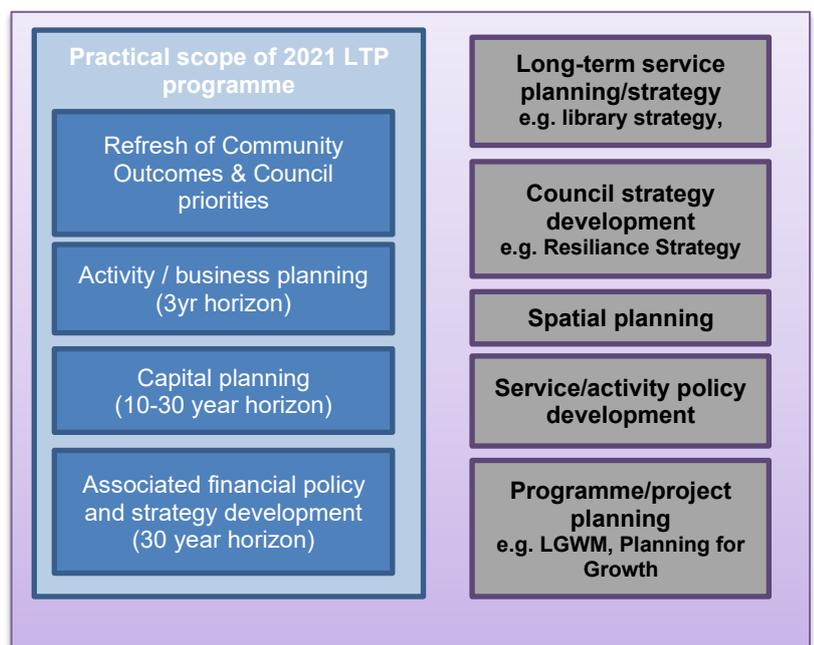 Practical scope of 2021 LTP
programme
Refresh of Community
Outcomes & Council
priorities
Activity / business planning
(3yr horizon)
Capital planning
(10-30 year horizon)
Associated financial policy
and strategy development
(30 year horizon)
Long-term service
planning/strategy
e.g. library strategy,
Council strategy
development
e.g. Resiliance Strategy
Spatial planning
Service/activity policy
development
Programme/project
planning
e.g. LGWM, Planning for
Growth